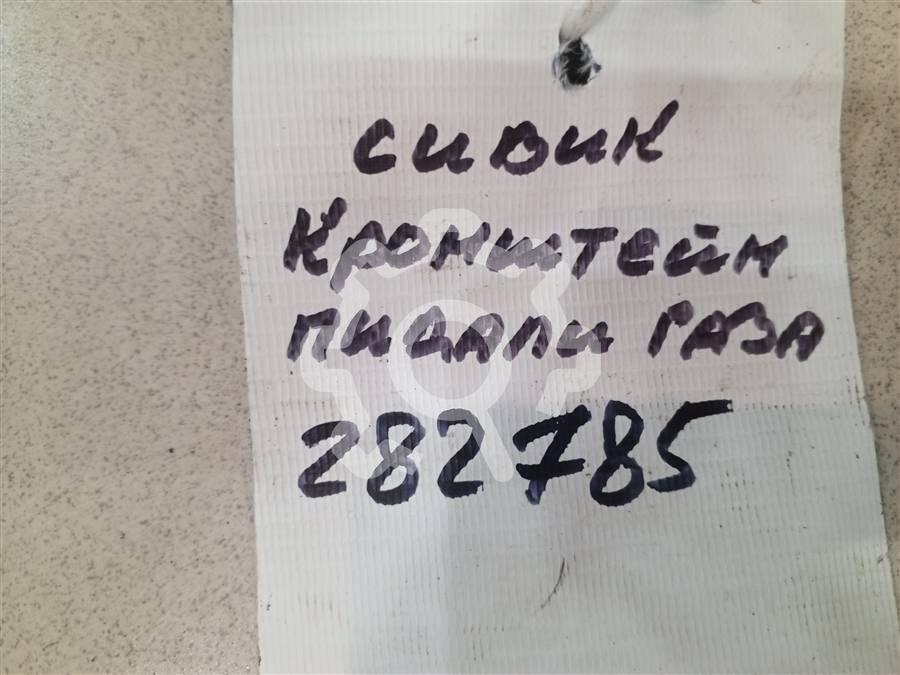 сивик
Кронштейн
пидали газа
282785